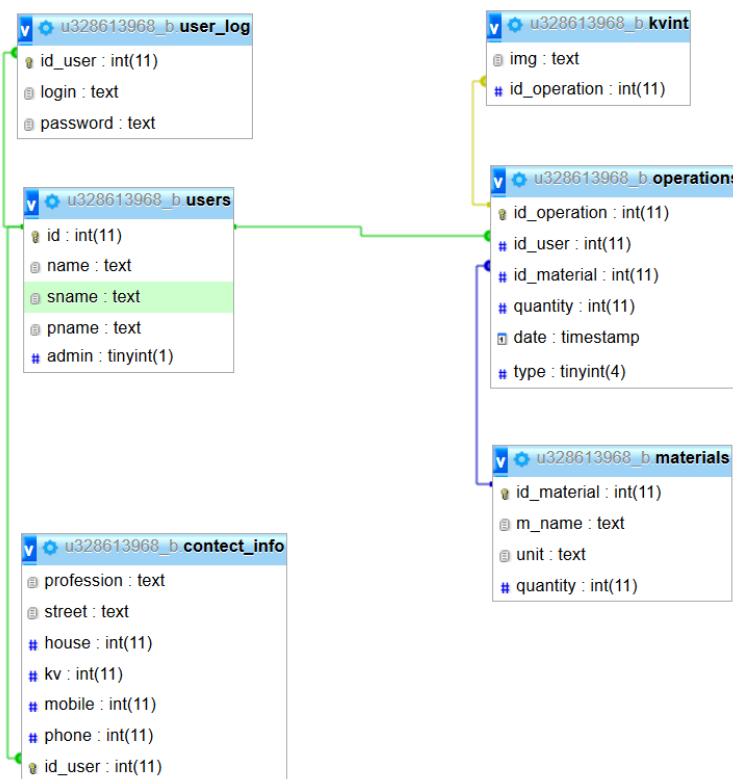 u328613968_b.user_log
id_user : int(11)
login : text
password : text
u328613968_b.users
id : int(11)
name : text
sname : text
pname : text
admin : tinyint(1)
u328613968_b.contect_info
profession : text
street : text
house : int(11)
kv : int(11)
mobile : int(11)
phone : int(11)
id_user : int(11)
u328613968_b.kvint
img : text
id_operation : int(11)
u328613968_b.operations
id_operation : int(11)
id_user : int(11)
id_material : int(11)
quantity : int(11)
date : timestamp
type : tinyint(4)
u328613968_b.materials
id_material : int(11)
m_name : text
unit : text
quantity : int(11)